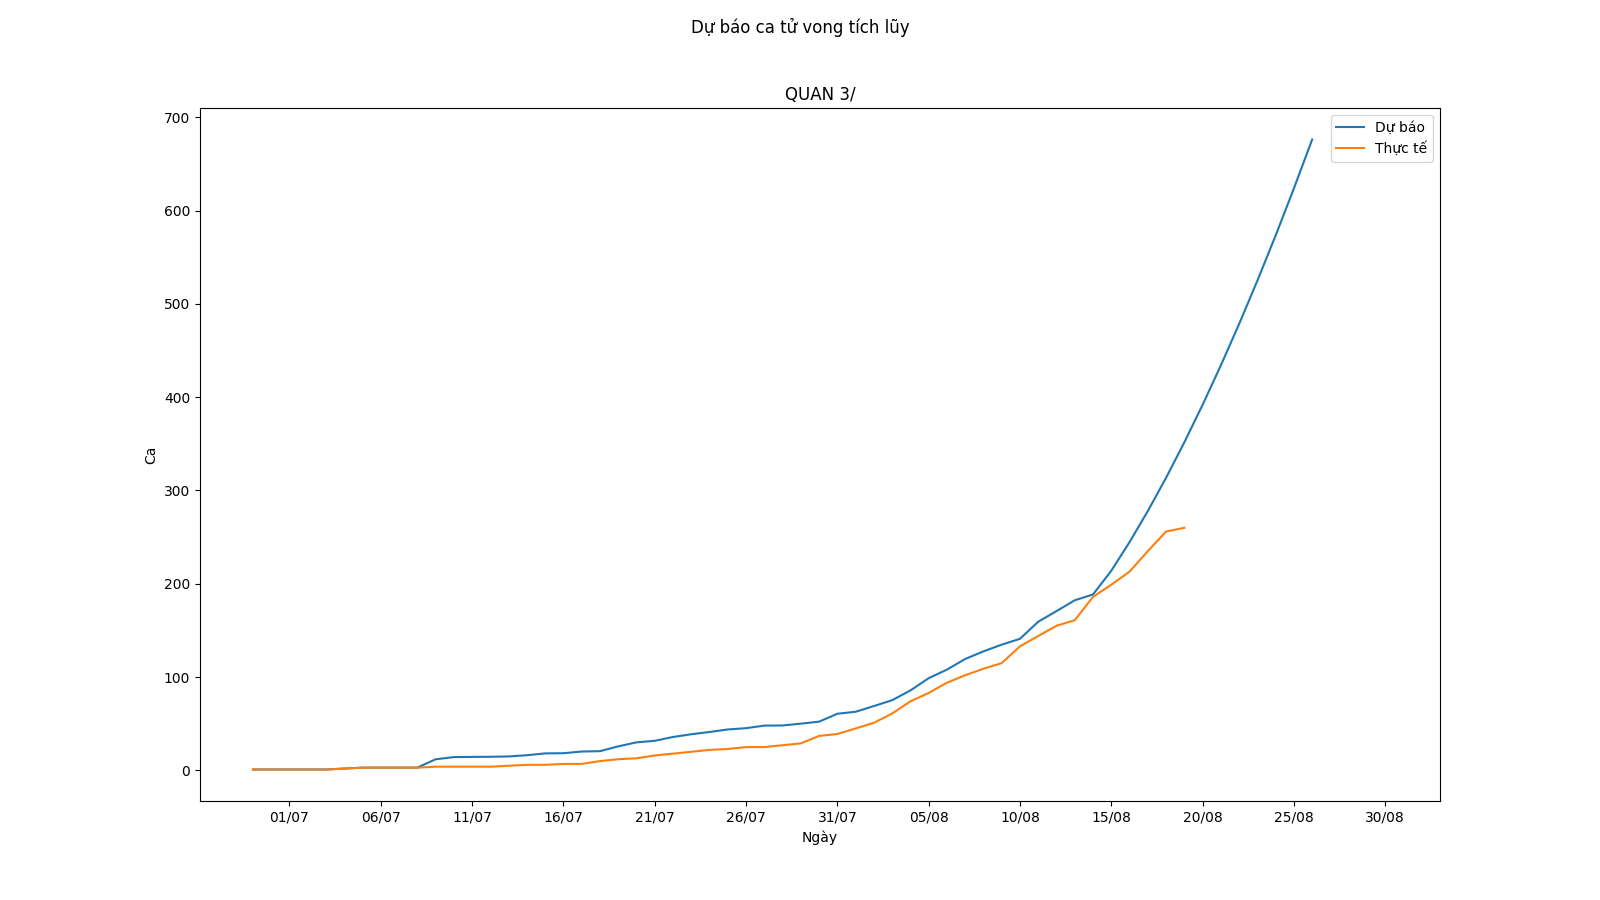 Dự báo ca tử vong tích lũy
QUAN 3/
Dự báo
Thực tế
700
600
500
400
300
200
100
0
Ca
01/07 06/07 11/07 16/07 21/07 26/07 31/07 05/08 10/08 15/08 20/08 25/08 30/08
Ngày